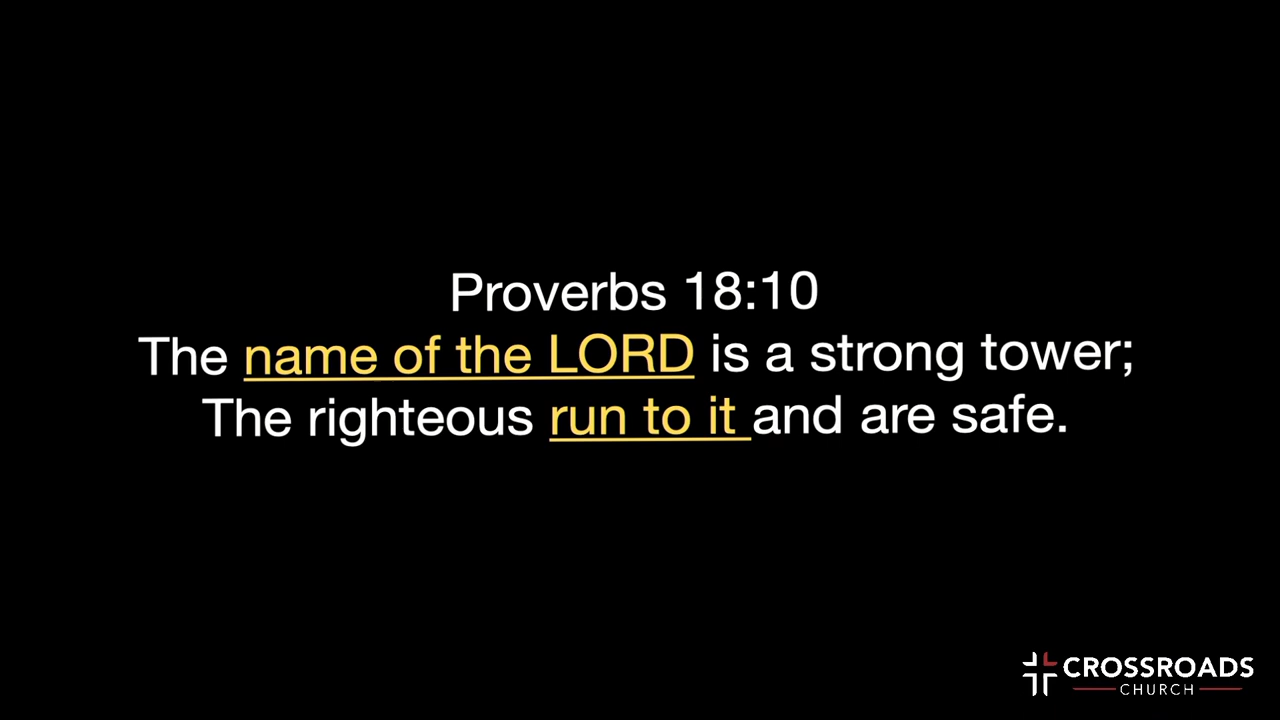 Proverbs 18:10
The name of the LORD is a strong tower;
The righteous run to it and are safe.
CROSSROADS
CHURCH